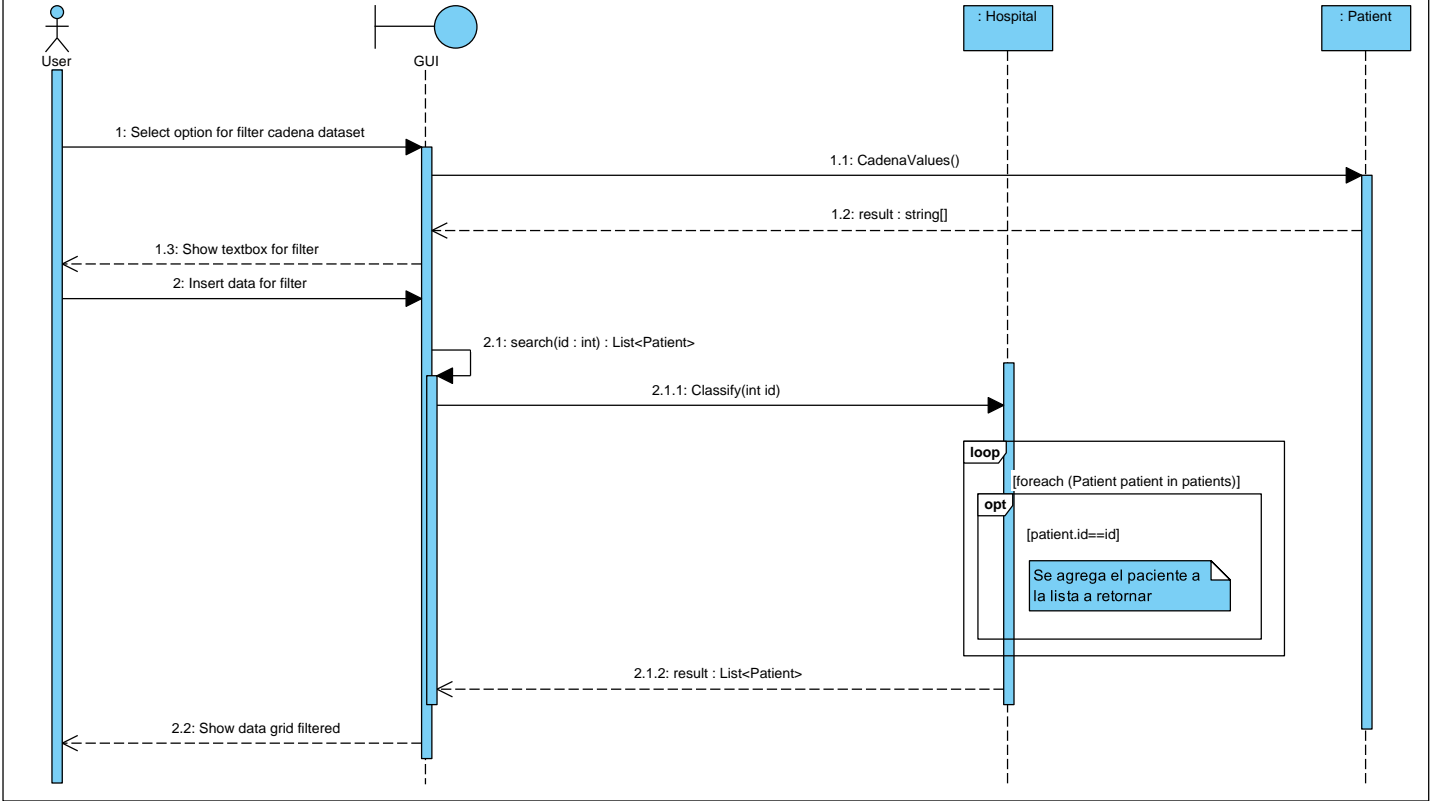 : Hospital
: Patient
User
GUI
1: Select option for filter cadena dataset
1.1: CadenaValues()
1.2: result : string[]
1.3: Show textbox for filter
2: Insert data for filter
2.1: search(id : int) : List<Patient>
2.1.1: Classify(int id)
loop
[foreach (Patient patient in patients)]
opt
[patient.id==id]
Se agrega el paciente a
la lista a retornar
2.1.2: result : List<Patient>
2.2: Show data grid filtered